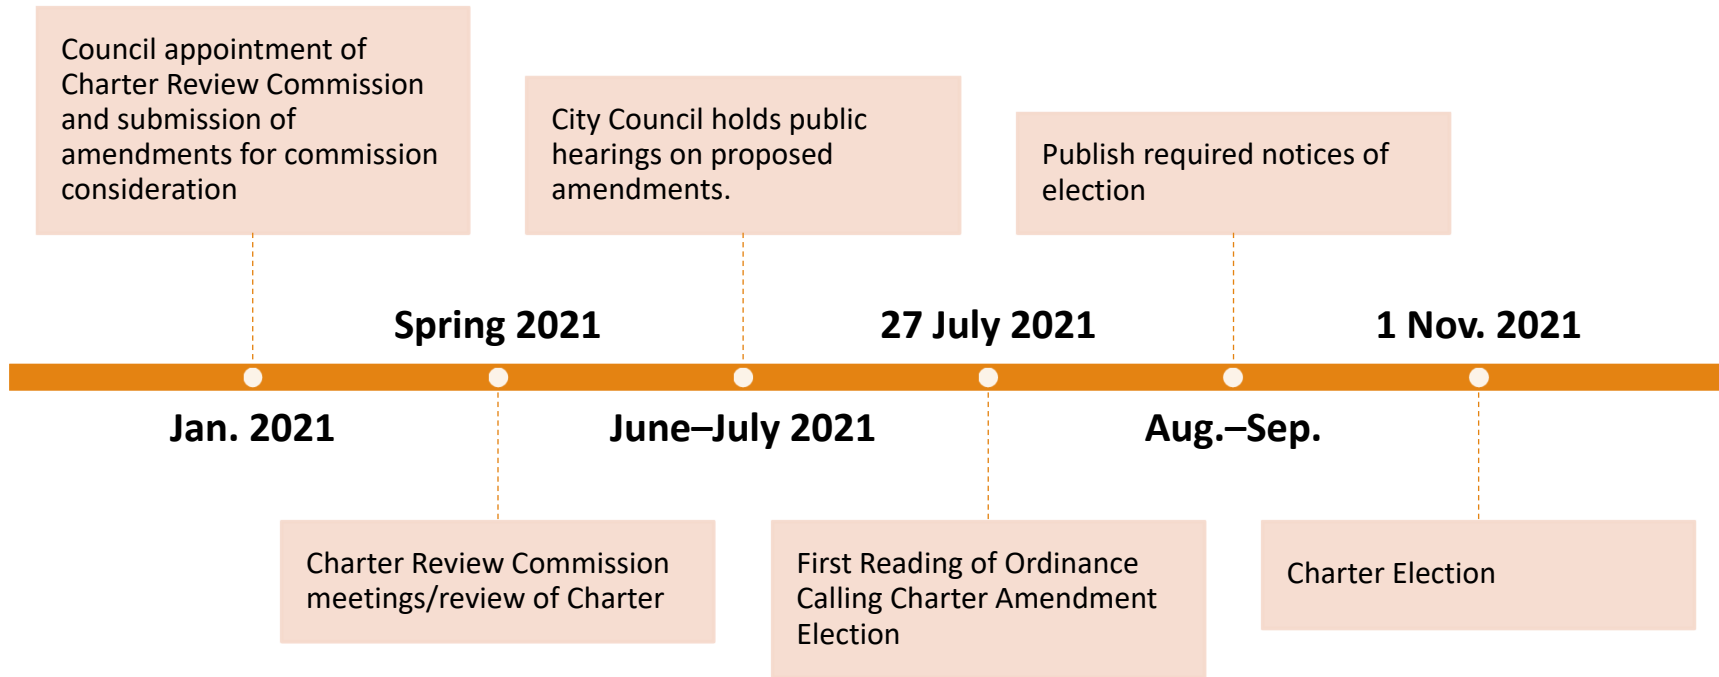 Council appointment of
Charter Review Commission
and submission of
amendments for commission
consideration
City Council holds public
hearings on proposed
amendments.
Publish required notices of
election
Spring 2021
27 July 2021
1 Nov. 2021
Jan. 2021
June–July 2021
Aug.–Sep.
Charter Review Commission
meetings/review of Charter
First Reading of Ordinance
Calling Charter Amendment
Election
Charter Election